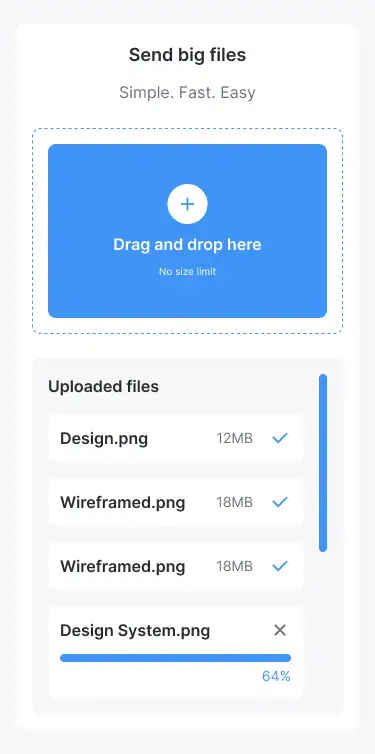 Send big files
Simple. Fast. Easy
Drag and drop here
No size limit
Uploaded files
Design.png 12MB
Wireframed.png 18MB
Wireframed.png 18MB
Design System.png
64%